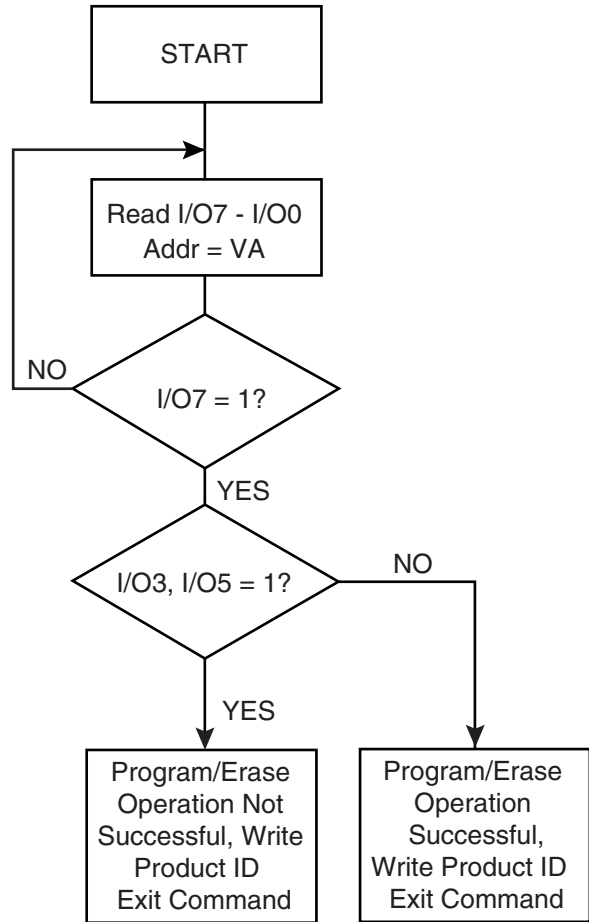 START
Read I/O7 - I/O0
Addr = VA
NO
I/O7 = 1?
YES
I/O3, I/O5 = 1?
NO
YES
Program/Erase
Operation Not
Successful, Write
Product ID
Exit Command
Program/Erase
Operation
Successful,
Write Product ID
Exit Command